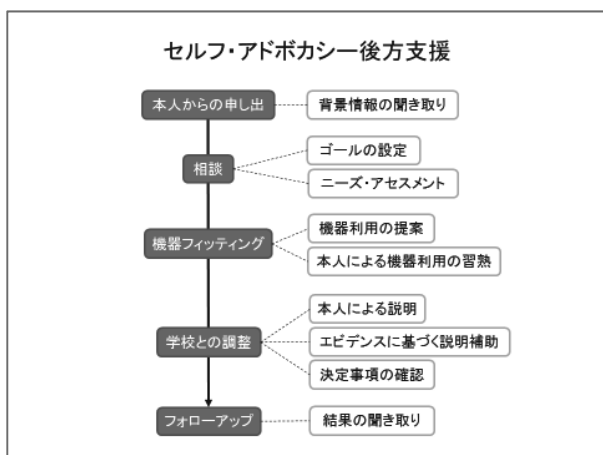 セルフ・アドボカシー後方支援
本人からの申し出
背景情報の聞き取り
相談
ゴールの設定
ニーズ・アセスメント
機器フィッティング
機器利用の提案
本人による機器利用の習熟
学校との調整
本人による説明
エビデンスに基づく説明補助
決定事項の確認
フォローアップ
結果の聞き取り